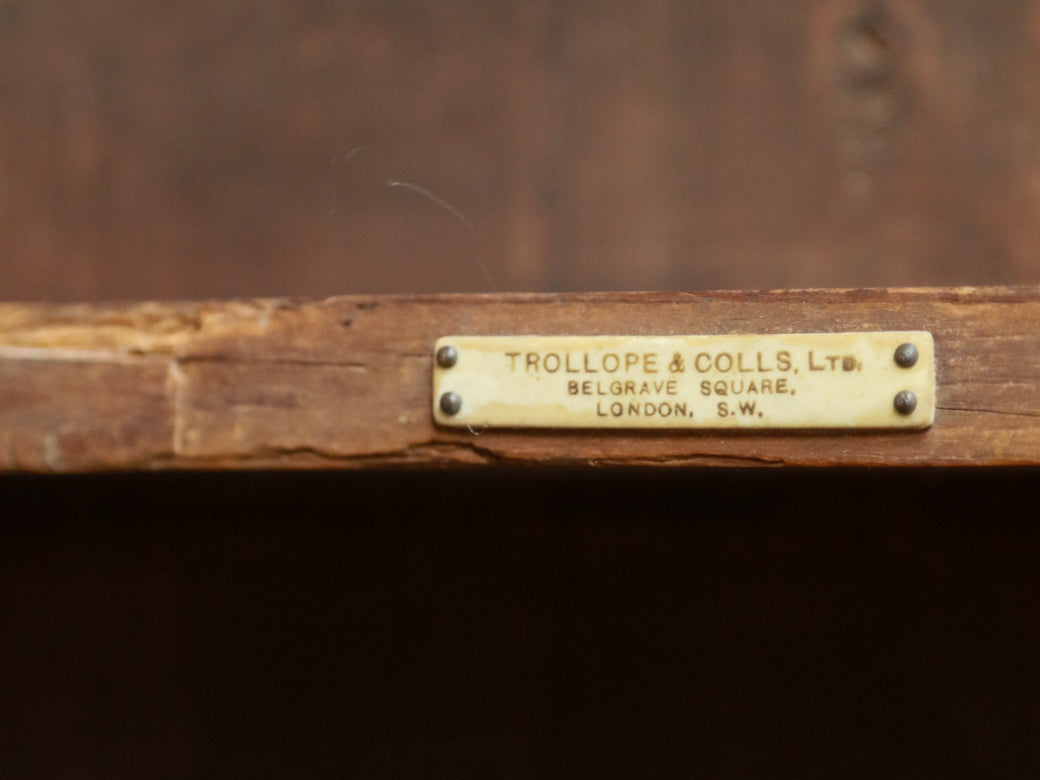 TROLLOPE & COLLS, LTD.
BELGRAVE SQUARE,
LONDON, S.W.